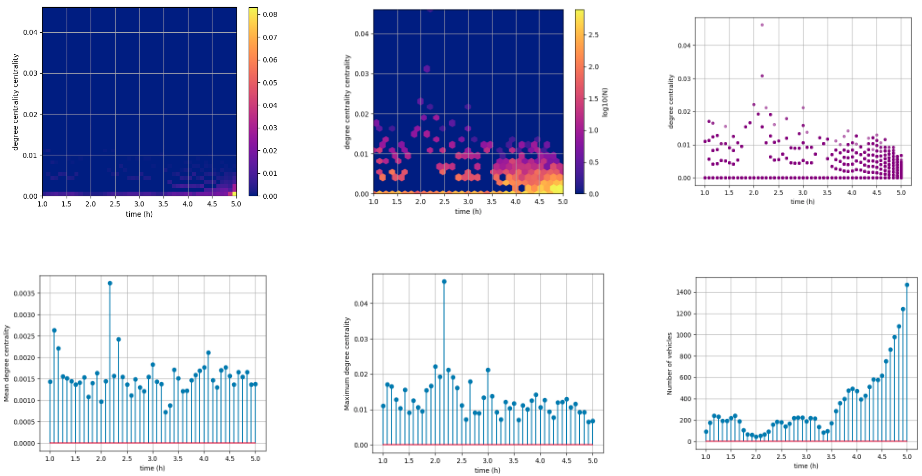 0.04
0.03
0.02
0.01
0.00
degree centrality centrality
1.0 1.5 2.0 2.5 3.0 3.5 4.0 4.5 5.0
time (h)
0.08
0.07
0.06
0.05
0.04
0.03
0.02
0.01
0.00
0.04
0.03
0.02
0.01
0.00
degree centrality centrality
1.0 1.5 2.0 2.5 3.0 3.5 4.0 4.5 5.0
time (h)
2.5
2.0
1.5
1.0
0.5
0.0
log10(N)
0.04
0.03
0.02
0.01
0.00
degree centrality
1.0 1.5 2.0 2.5 3.0 3.5 4.0 4.5 5.0
time (h)
0.0035
0.0030
0.0025
0.0020
0.0015
0.0010
0.0005
0.0000
Mean degree centrality
1.0 1.5 2.0 2.5 3.0 3.5 4.0 4.5 5.0
time (h)
0.04
0.03
0.02
0.01
0.00
Maximum degree centrality
1.0 1.5 2.0 2.5 3.0 3.5 4.0 4.5 5.0
time (h)
1400
1200
1000
800
600
400
200
0
Number of vehicles
1.0 1.5 2.0 2.5 3.0 3.5 4.0 4.5 5.0
time (h)